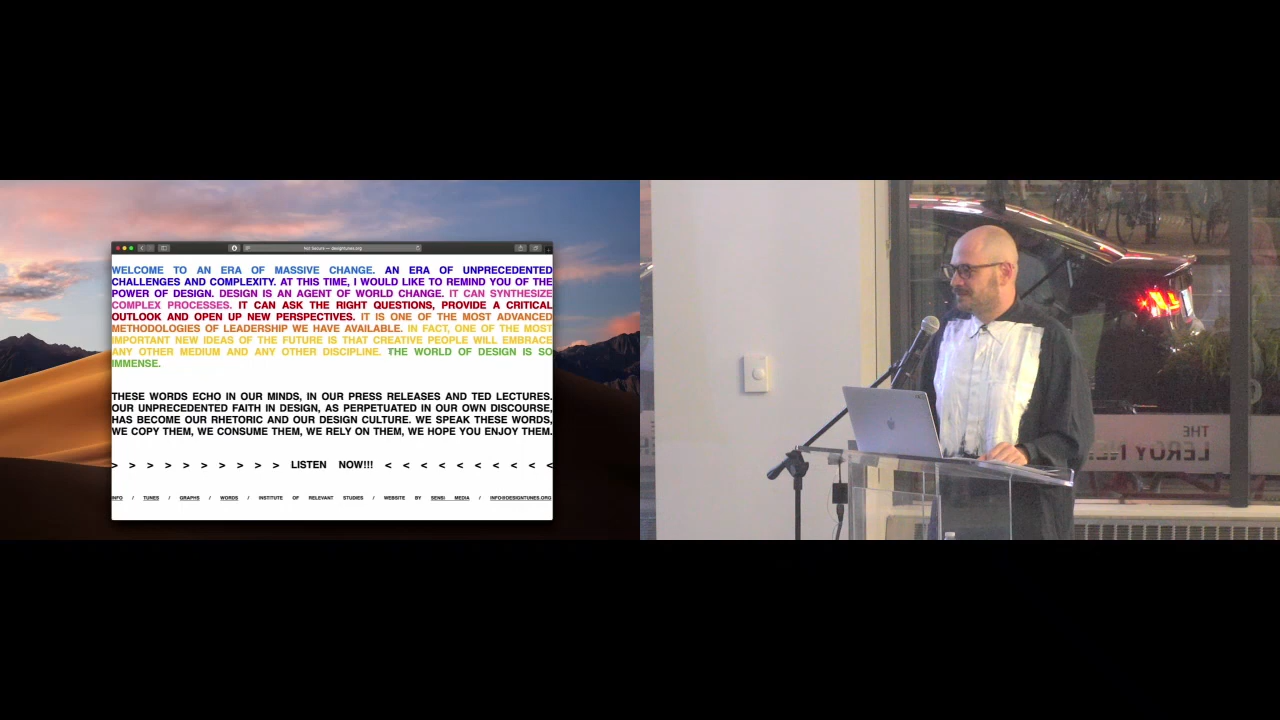 Not Secure — designtunes.org
WELCOME TO AN ERA OF MASSIVE CHANGE. AN ERA OF UNPRECEDENTED
CHALLENGES AND COMPLEXITY. AT THIS TIME, I WOULD LIKE TO REMIND YOU OF THE
POWER OF DESIGN. DESIGN IS AN AGENT OF WORLD CHANGE. IT CAN SYNTHESIZE
COMPLEX PROCESSES. IT CAN ASK THE RIGHT QUESTIONS, PROVIDE A CRITICAL
OUTLOOK AND OPEN UP NEW PERSPECTIVES. IT IS ONE OF THE MOST ADVANCED
METHODOLOGIES OF LEADERSHIP WE HAVE AVAILABLE. IN FACT, ONE OF THE MOST
IMPORTANT NEW IDEAS OF THE FUTURE IS THAT CREATIVE PEOPLE WILL EMBRACE
ANY OTHER MEDIUM AND ANY OTHER DISCIPLINE. THE WORLD OF DESIGN IS SO
IMMENSE.
THESE WORDS ECHO IN OUR MINDS, IN OUR PRESS RELEASES AND TED LECTURES.
OUR UNPRECEDENTED FAITH IN DESIGN, AS PERPETUATED IN OUR OWN DISCOURSE,
HAS BECOME OUR RHETORIC AND OUR DESIGN CULTURE. WE SPEAK THESE WORDS,
WE COPY THEM, WE CONSUME THEM, WE RELY ON THEM, WE HOPE YOU ENJOY THEM.
> > > > > > > > > > > LISTEN NOW!!! < < < < < < < < < < <
INFO / TUNES / GRAPHS / WORDS / INSTITUTE OF RELEVANT STUDIES / WEBSITE BY SENSI MEDIA / INFO@DESIGNTUNES.ORG
THE
LEROY